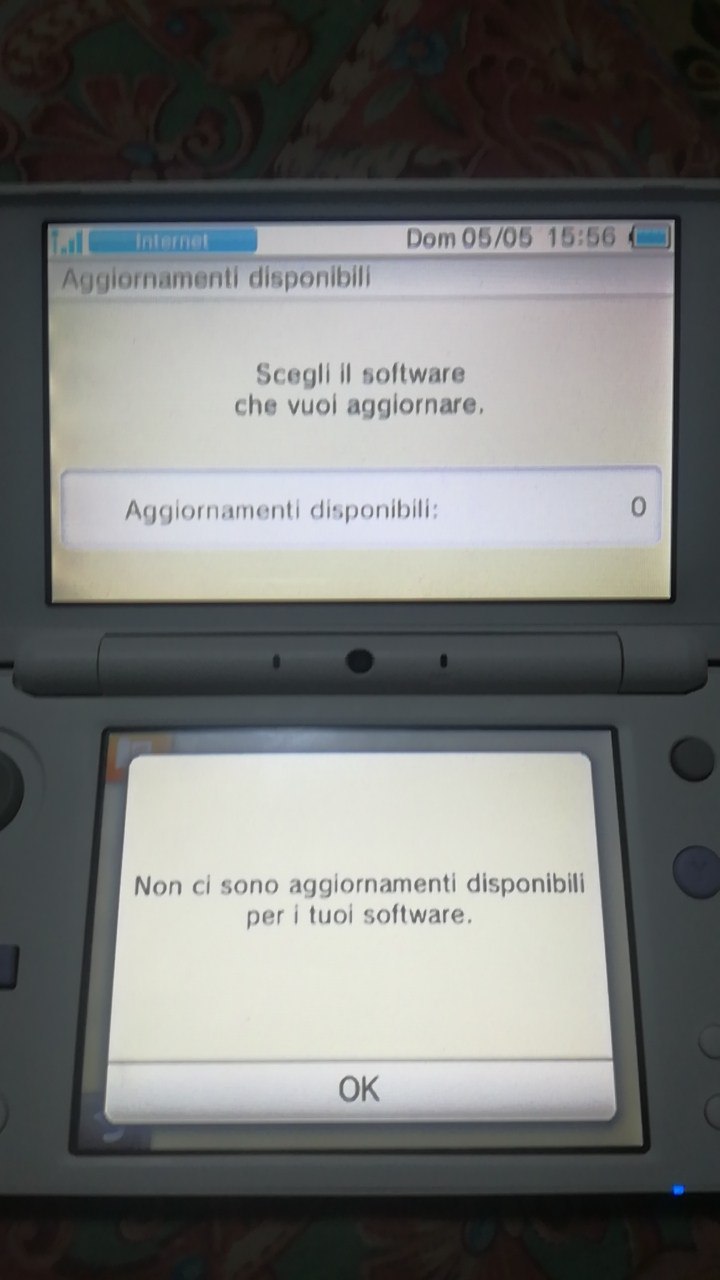 Internet
Dom 05/05 15:56
Aggiornamenti disponibili
Scegli il software
che vuoi aggiornare.
Aggiornamenti disponibili: 0
Non ci sono aggiornamenti disponibili
per i tuoi software.
OK